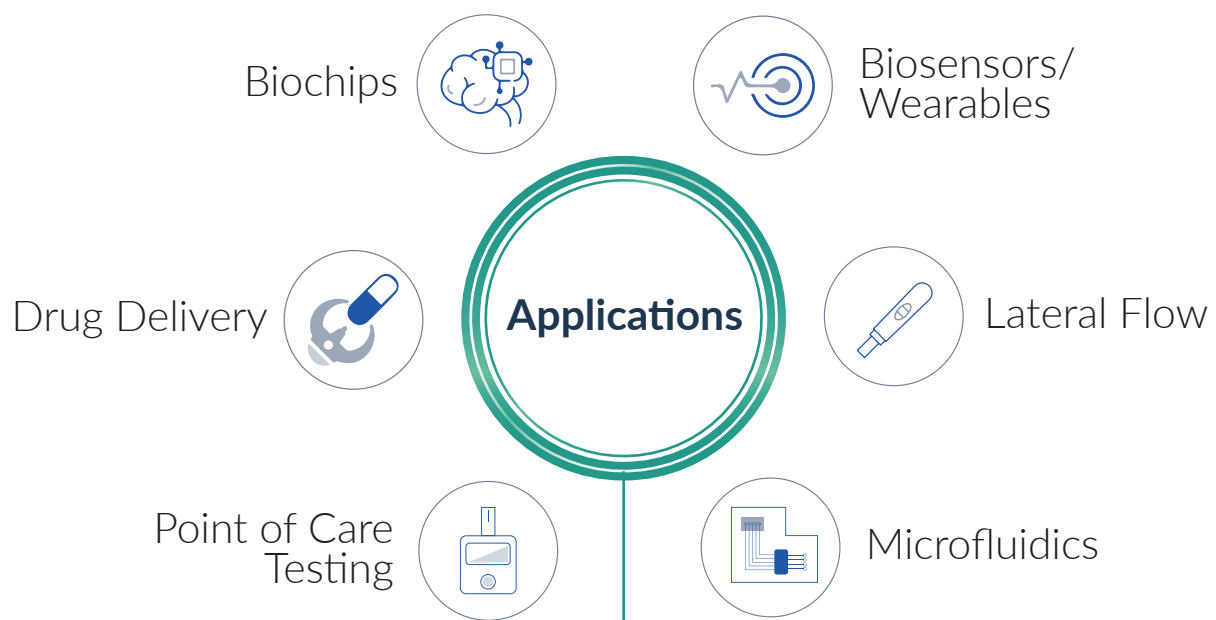 Biochips
Biosensors/
Wearables
Drug Delivery
Applications
Lateral Flow
Point of Care
Testing
Microfluidics